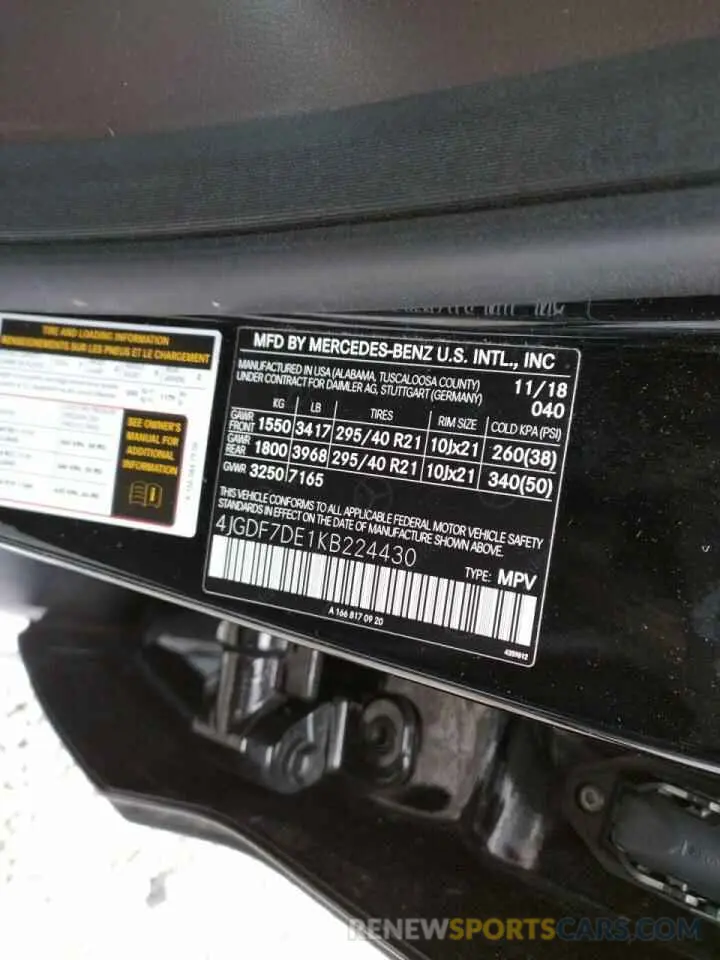 TIRE AND LOADING INFORMATION
RENSEIGNEMENTS SUR LES PNEUS ET LE CHARGEMENT
SEE OWNER'S
MANUAL FOR
ADDITIONAL
INFORMATION
MFD BY MERCEDES-BENZ U.S. INTL., INC
MANUFACTURED IN USA (ALABAMA, TUSCALOOSA COUNTY) 11/18
UNDER CONTRACT FOR DAIMLER AG, STUTTGART (GERMANY) 040
KG LB TIRES RIM SIZE COLD KPA (PSI)
GAWR FRONT 1550 3417 295/40 R21 10Jx21 260(38)
GAWR REAR 1800 3968 295/40 R21 10Jx21 340(50)
GVWR 3250 7165
THIS VEHICLE CONFORMS TO ALL APPLICABLE FEDERAL MOTOR VEHICLE SAFETY
STANDARDS IN EFFECT ON THE DATE OF MANUFACTURE SHOWN ABOVE.
4JGDF7DE1KB224430 TYPE: MPV
A 166 817 09 20
RENEWSPORTSCARS.COM